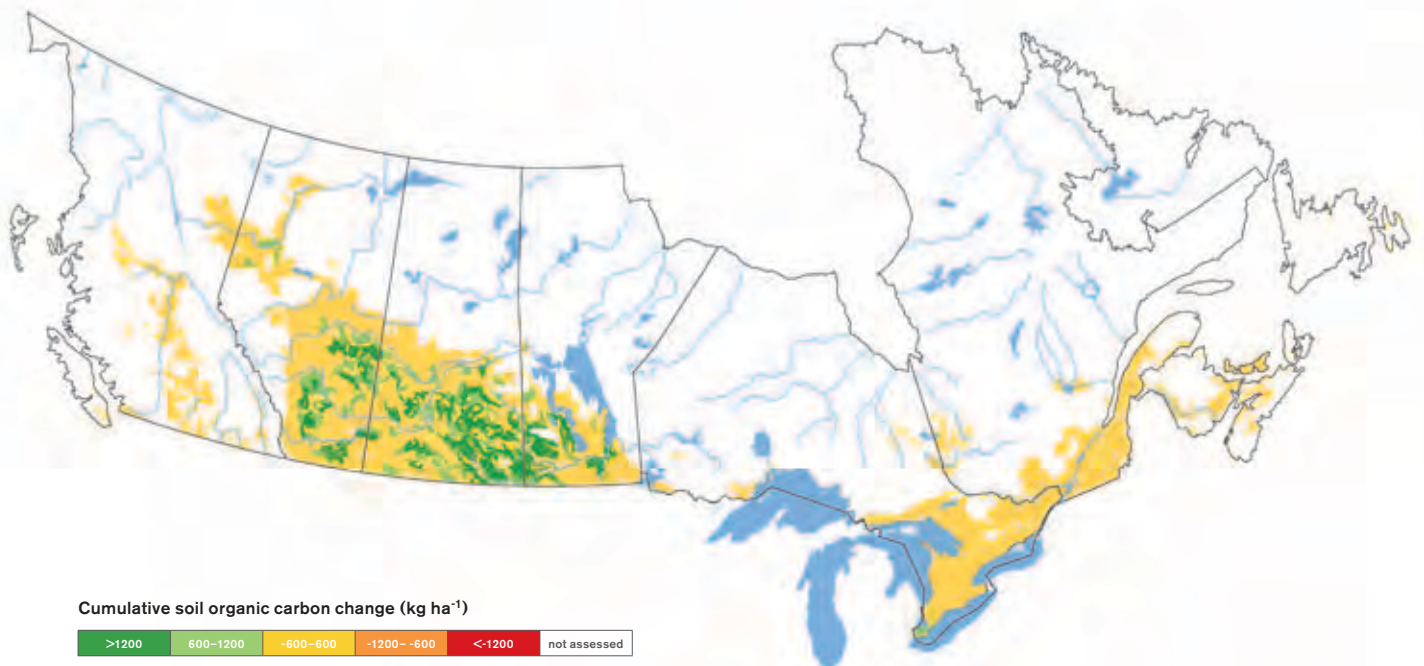 Cumulative soil organic carbon change (kg ha⁻¹)
>1200 600–1200 -600–600 -1200– -600 <-1200 not assessed